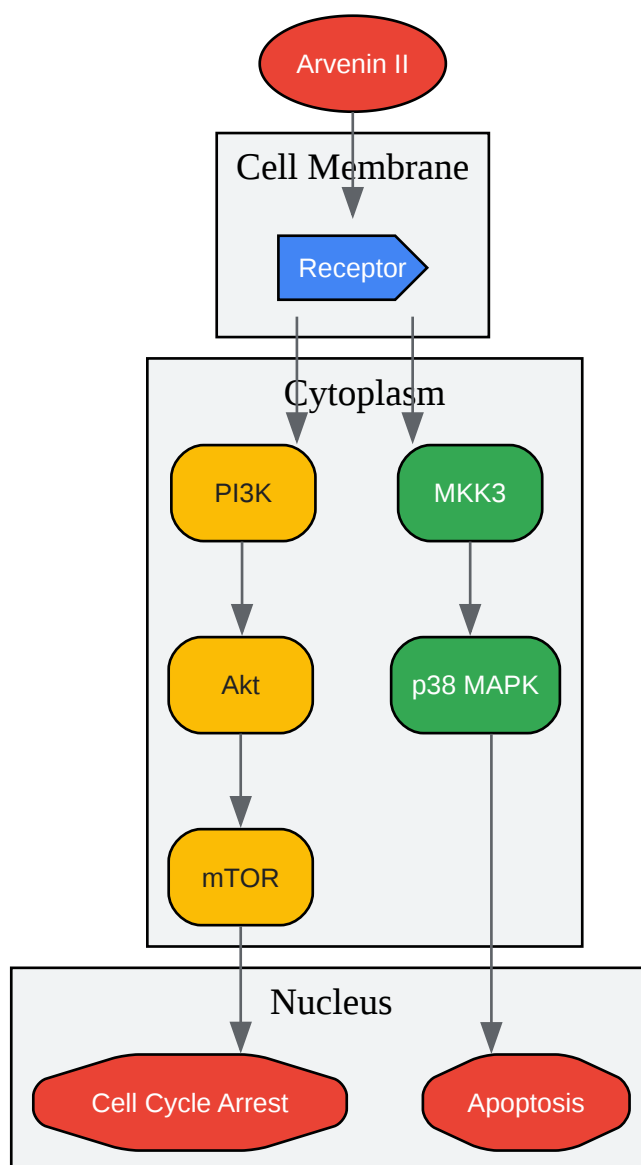 Arvenin II
Cell Membrane
Receptor
Cytoplasm
PI3K
MKK3
Akt
p38 MAPK
mTOR
Nucleus
Cell Cycle Arrest
Apoptosis